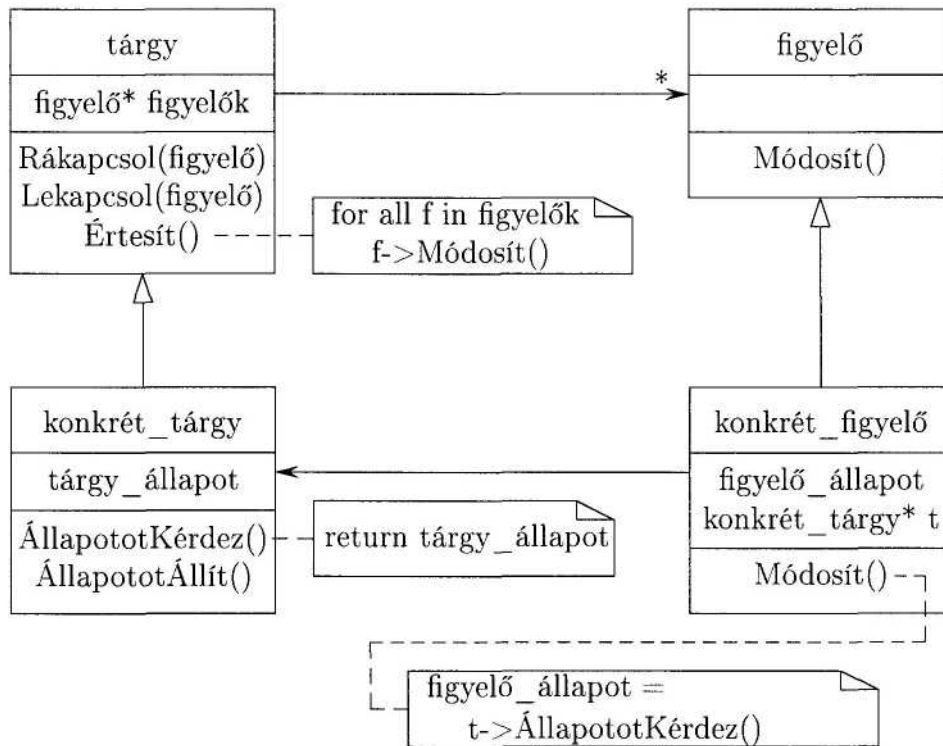 tárgy
figyelő* figyelők
Rákapcsol(figyelő)
Lekapcsol(figyelő)
Értesít()
for all f in figyelők
f->Módosít()
*
figyelő
Módosít()
konkrét_tárgy
tárgy_állapot
ÁllapototKérdez()
ÁllapototÁllít()
return tárgy_állapot
konkrét_figyelő
figyelő_állapot
konkrét_tárgy* t
Módosít()
figyelő_állapot =
t->ÁllapototKérdez()